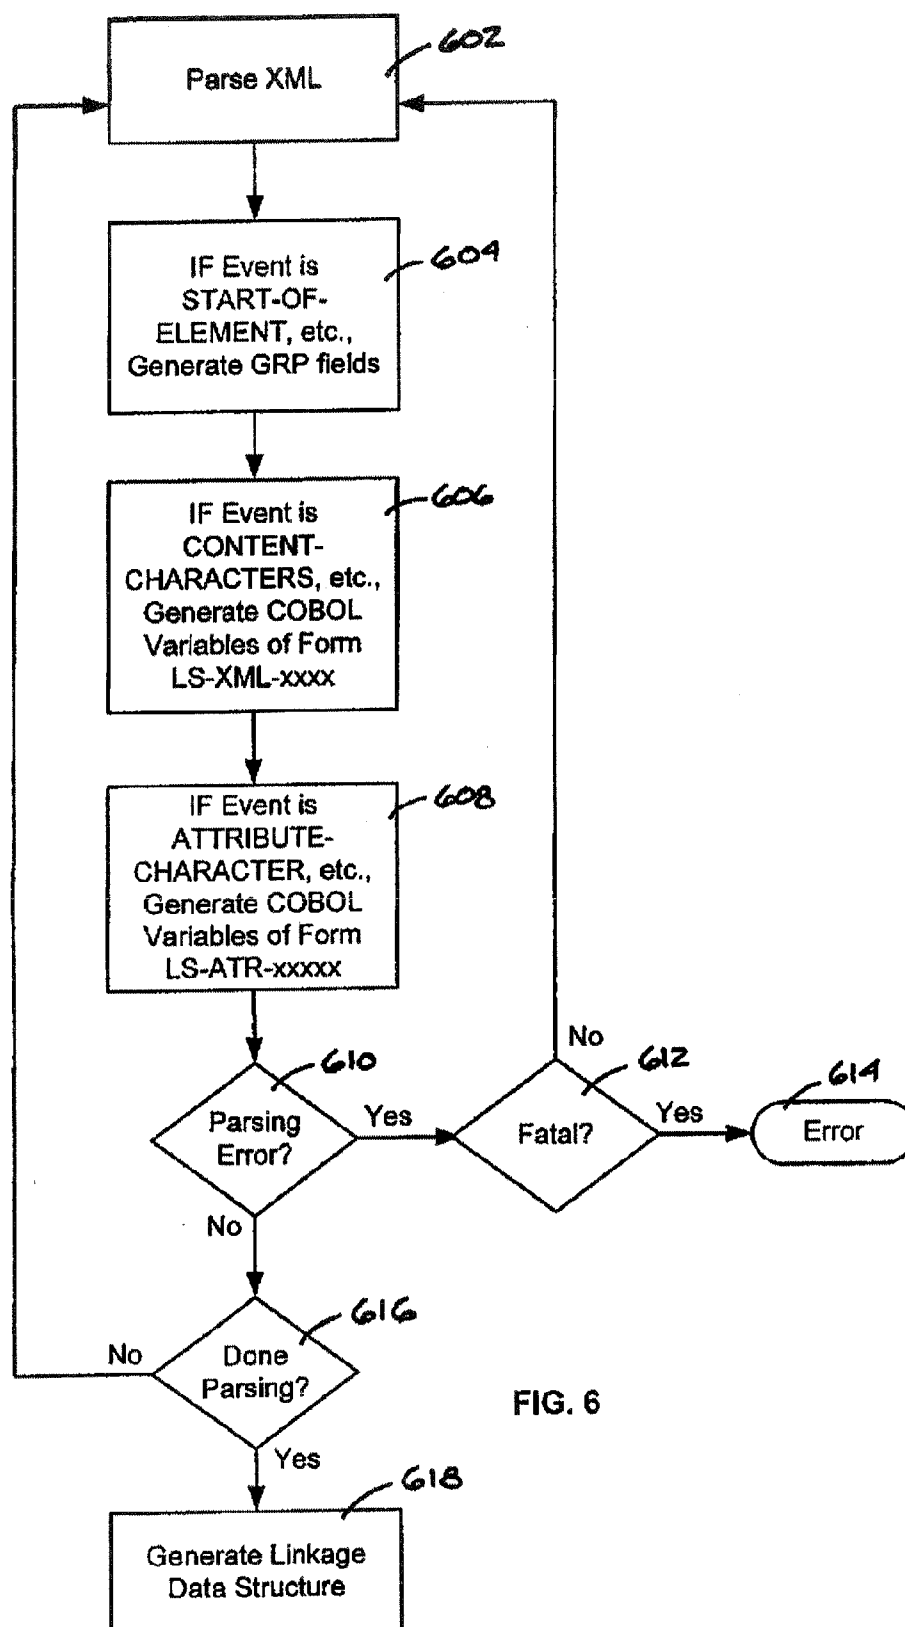 602
Parse XML
604
IF Event is
START-OF-
ELEMENT, etc.,
Generate GRP fields
606
IF Event is
CONTENT-
CHARACTERS, etc.,
Generate COBOL
Variables of Form
LS-XML-xxxx
608
IF Event is
ATTRIBUTE-
CHARACTER, etc.,
Generate COBOL
Variables of Form
LS-ATR-xxxxx
610
Parsing
Error?
Yes
No
612
Fatal?
No
Yes
614
Error
616
Done
Parsing?
No
Yes
FIG. 6
618
Generate Linkage
Data Structure